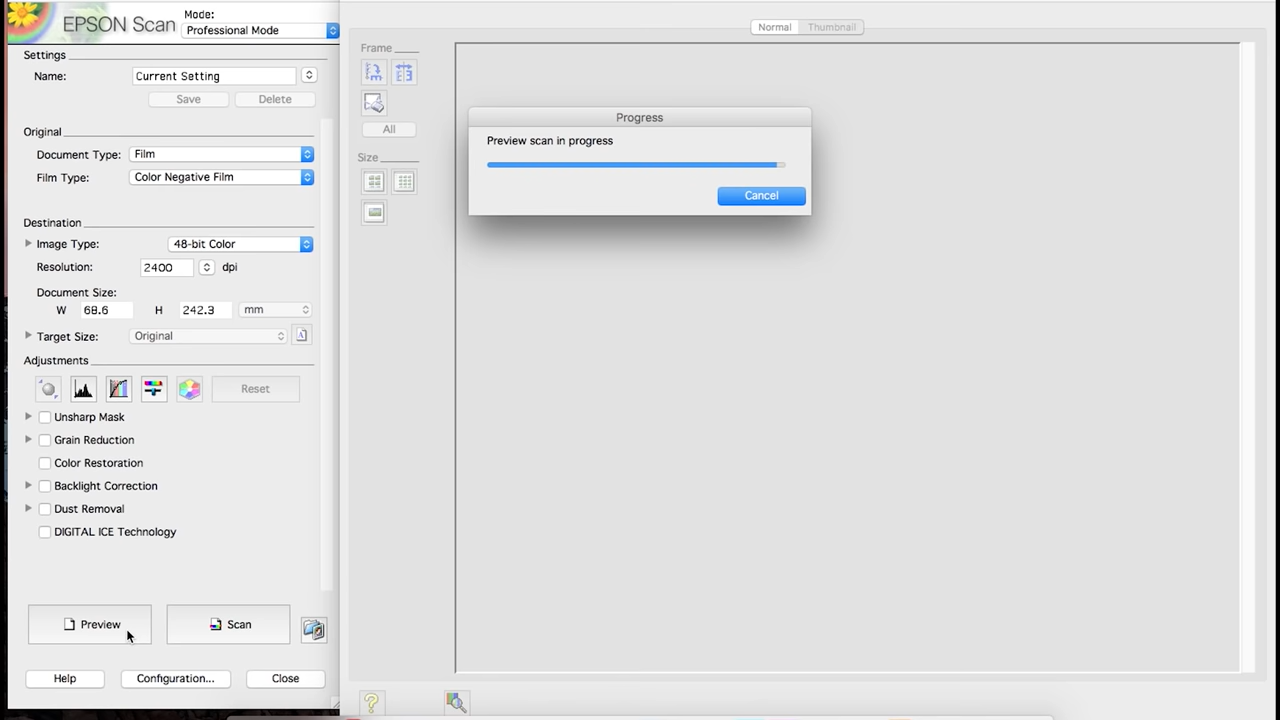 EPSON Scan
Mode:
Professional Mode
Settings
Name: Current Setting
Save Delete
Original
Document Type: Film
Film Type: Color Negative Film
Destination
Image Type: 48-bit Color
Resolution: 2400 dpi
Document Size:
W 68.6 H 242.3 mm
Target Size: Original
Adjustments
Reset
Unsharp Mask
Grain Reduction
Color Restoration
Backlight Correction
Dust Removal
DIGITAL ICE Technology
Preview Scan
Help Configuration... Close
Normal Thumbnail
Frame
All
Size
Progress
Preview scan in progress
Cancel